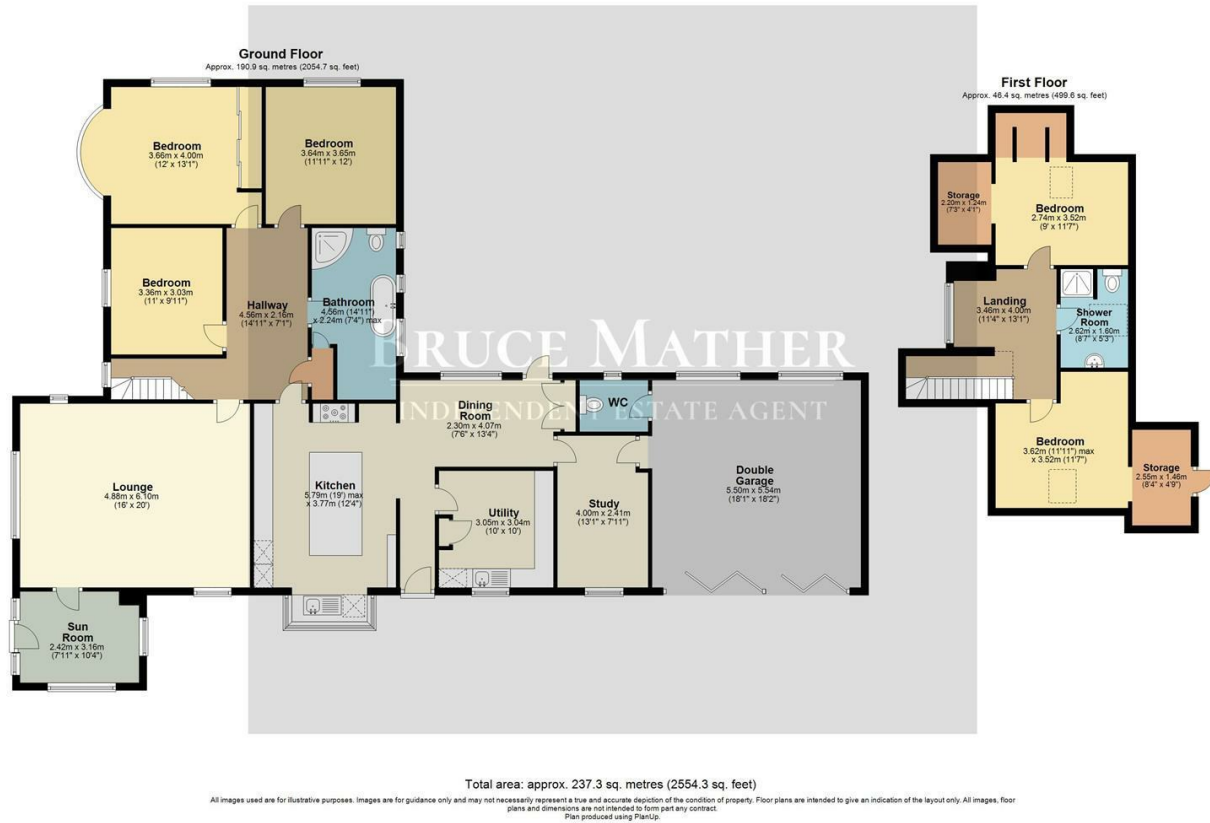 Ground Floor
Approx. 190.9 sq. metres (2054.7 sq. feet)
Bedroom
3.66m x 4.00m
(12' x 13'1")
Bedroom
3.64m x 3.65m
(11'11" x 12')
Bedroom
3.36m x 3.03m
(11' x 9'11")
Hallway
4.56m x 2.16m
(14'11" x 7'1")
Bathroom
4.56m (14'11")
x 2.24m (7'4") max
BRUCE MATHER
INDEPENDENT ESTATE AGENT
Dining
Room
2.30m x 4.07m
(7'6" x 13'4")
WC
Lounge
4.88m x 6.10m
(16' x 20')
Kitchen
5.79m (19') max
x 3.77m (12'4")
Utility
3.05m x 3.04m
(10' x 10')
Study
4.00m x 2.41m
(13'1" x 7'11")
Double
Garage
5.50m x 5.54m
(18'1" x 18'2")
Sun
Room
2.42m x 3.16m
(7'11" x 10'4")
First Floor
Approx. 46.4 sq. metres (499.6 sq. feet)
Storage
2.20m x 1.24m
(7'3" x 4'1")
Bedroom
2.74m x 3.52m
(9' x 11'7")
Landing
3.46m x 4.00m
(11'4" x 13'1")
Shower
Room
2.62m x 1.60m
(8'7" x 5'3")
Bedroom
3.62m (11'11") max
x 3.52m (11'7")
Storage
2.55m x 1.46m
(8'4" x 4'9")
Total area: approx. 237.3 sq. metres (2554.3 sq. feet)
All images used are for illustrative purposes. Images are for guidance only and may not necessarily represent a true and accurate depiction of the condition of property. Floor plans are intended to give an indication of the layout only. All images, floor
plans and dimensions are not intended to form part any contract.
Plan produced using PlanUp.